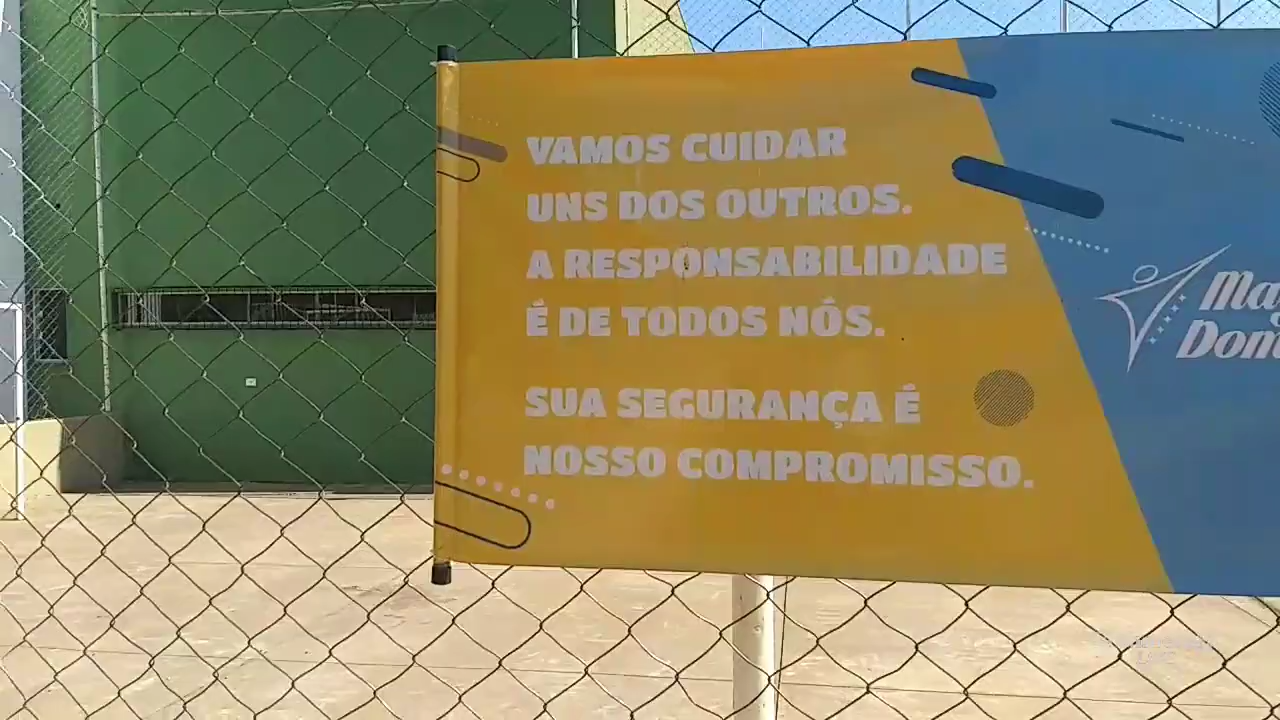 VAMOS CUIDAR
UNS DOS OUTROS.
A RESPONSABILIDADE
É DE TODOS NÓS.
SUA SEGURANÇA É
NOSSO COMPROMISSO.